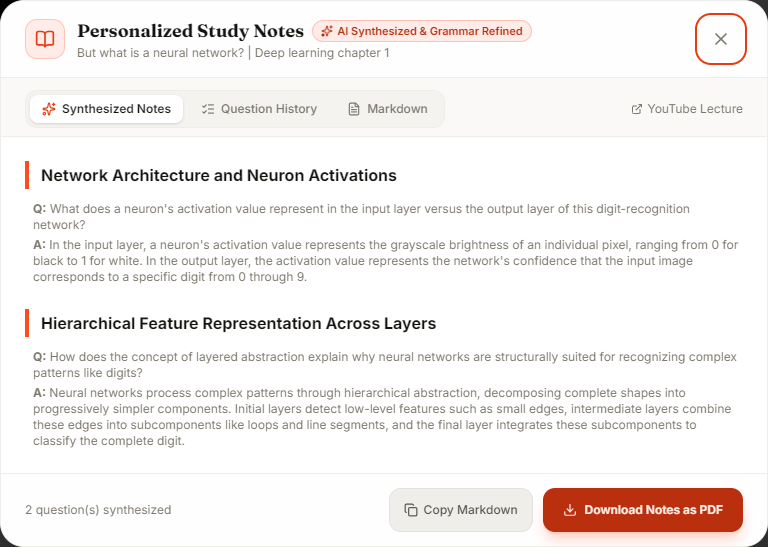 Personalized Study Notes
AI Synthesized & Grammar Refined
But what is a neural network? | Deep learning chapter 1
Synthesized Notes
Question History
Markdown
YouTube Lecture
Network Architecture and Neuron Activations
Q: What does a neuron's activation value represent in the input layer versus the output layer of this digit-recognition
network?
A: In the input layer, a neuron's activation value represents the grayscale brightness of an individual pixel, ranging from 0 for
black to 1 for white. In the output layer, the activation value represents the network's confidence that the input image
corresponds to a specific digit from 0 through 9.
Hierarchical Feature Representation Across Layers
Q: How does the concept of layered abstraction explain why neural networks are structurally suited for recognizing complex
patterns like digits?
A: Neural networks process complex patterns through hierarchical abstraction, decomposing complete shapes into
progressively simpler components. Initial layers detect low-level features such as small edges, intermediate layers combine
these edges into subcomponents like loops and line segments, and the final layer integrates these subcomponents to
classify the complete digit.
2 question(s) synthesized
Copy Markdown
Download Notes as PDF